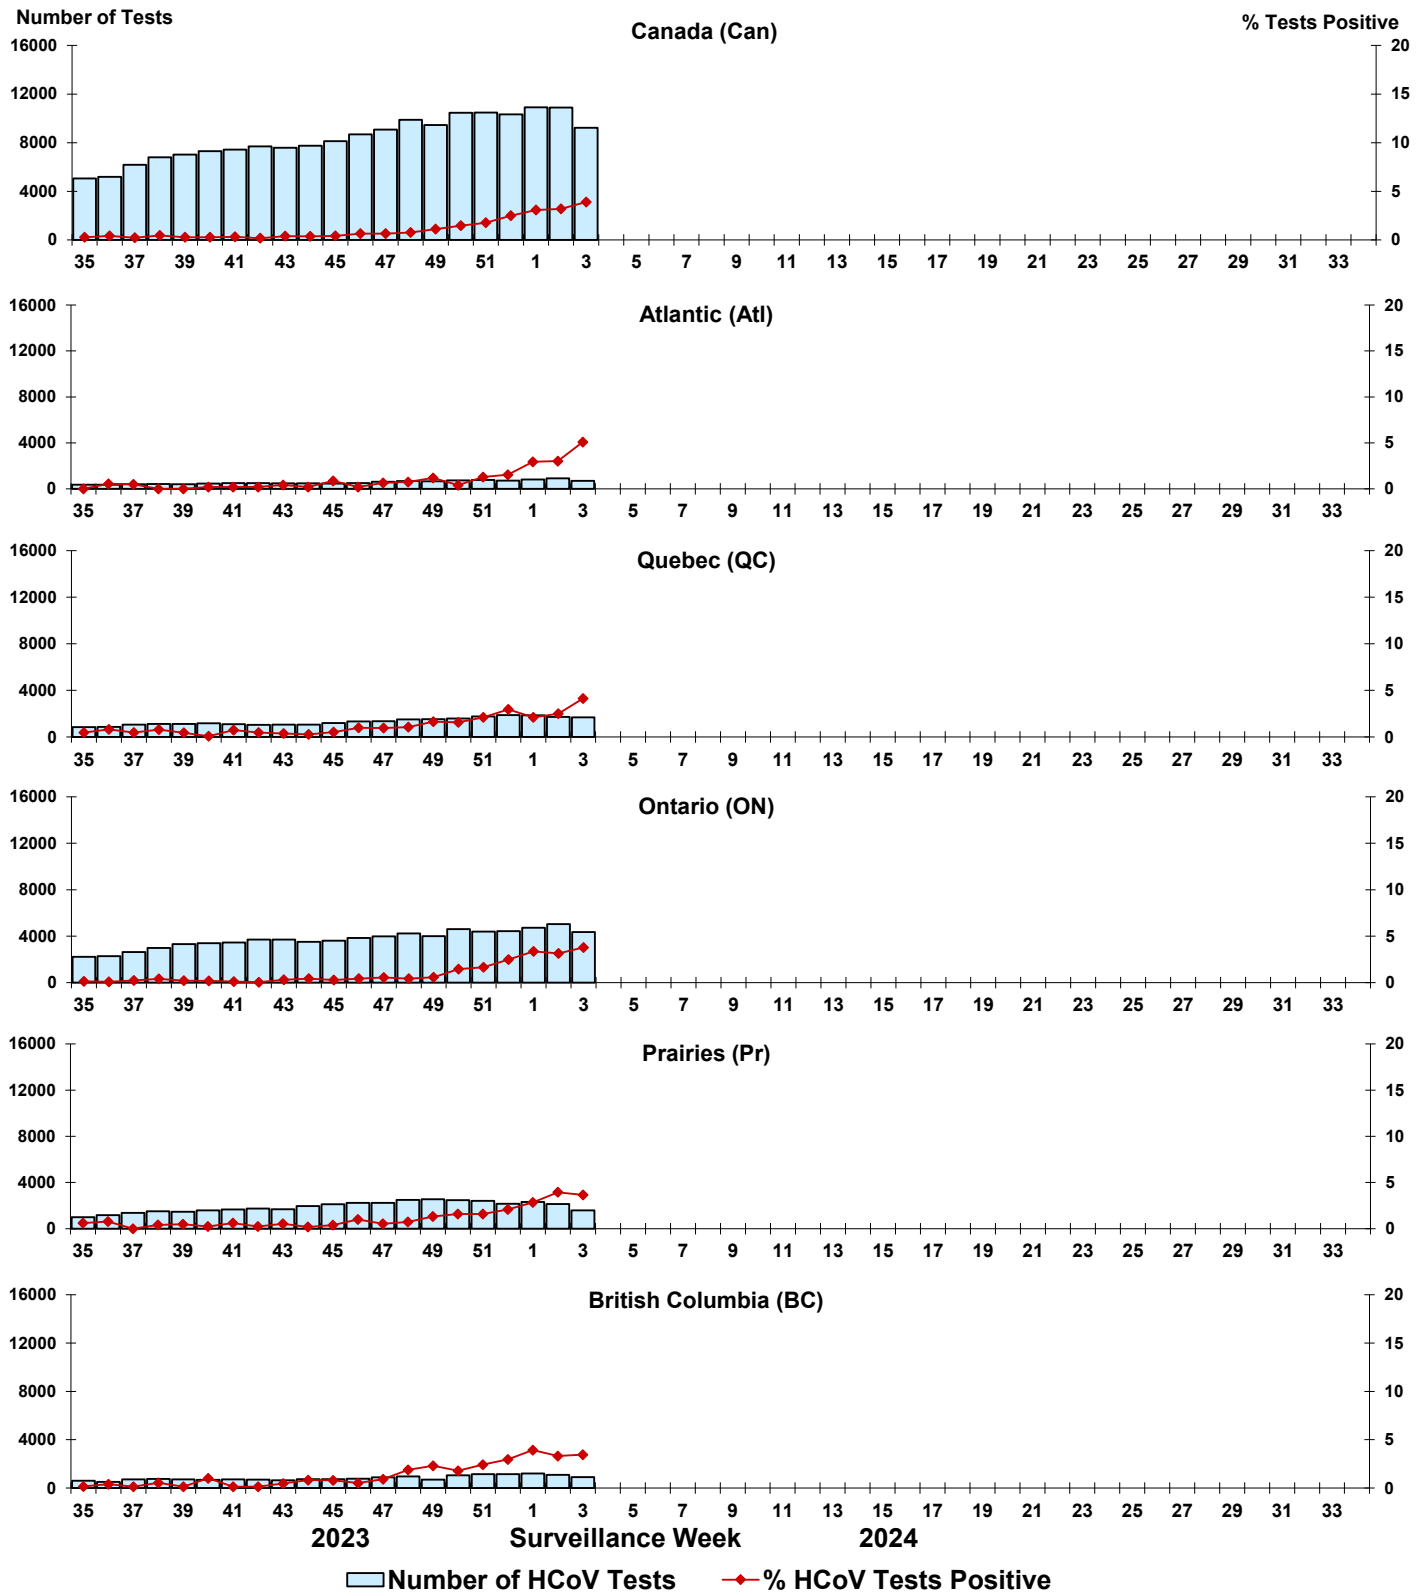 Number of Tests
% Tests Positive
Canada (Can)
16000 20
12000 15
8000 10
4000 5
0 0
35 37 39 41 43 45 47 49 51 1 3 5 7 9 11 13 15 17 19 21 23 25 27 29 31 33
Atlantic (Atl)
16000 20
12000 15
8000 10
4000 5
0 0
35 37 39 41 43 45 47 49 51 1 3 5 7 9 11 13 15 17 19 21 23 25 27 29 31 33
Quebec (QC)
16000 20
12000 15
8000 10
4000 5
0 0
35 37 39 41 43 45 47 49 51 1 3 5 7 9 11 13 15 17 19 21 23 25 27 29 31 33
Ontario (ON)
16000 20
12000 15
8000 10
4000 5
0 0
35 37 39 41 43 45 47 49 51 1 3 5 7 9 11 13 15 17 19 21 23 25 27 29 31 33
Prairies (Pr)
16000 20
12000 15
8000 10
4000 5
0 0
35 37 39 41 43 45 47 49 51 1 3 5 7 9 11 13 15 17 19 21 23 25 27 29 31 33
British Columbia (BC)
16000 20
12000 15
8000 10
4000 5
0 0
35 37 39 41 43 45 47 49 51 1 3 5 7 9 11 13 15 17 19 21 23 25 27 29 31 33
2023 Surveillance Week 2024
Number of HCoV Tests % HCoV Tests Positive